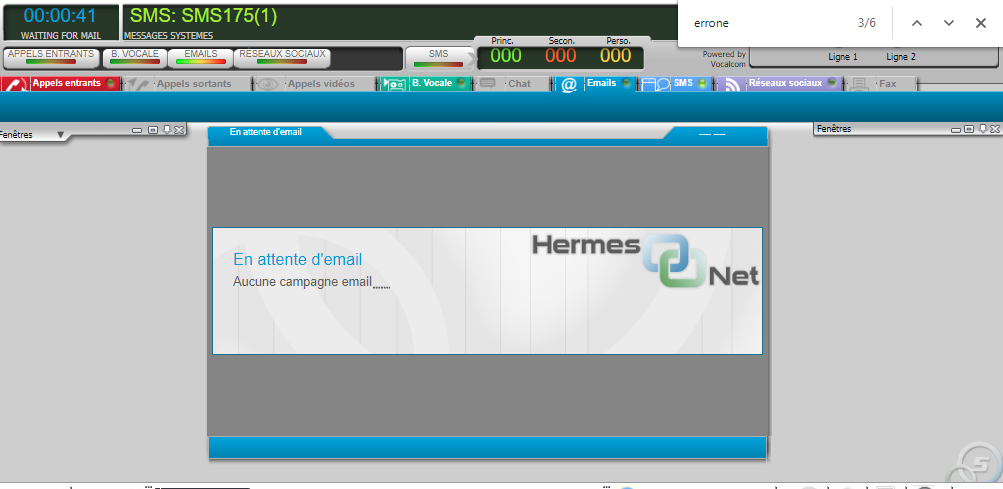 00:00:41
WAITING FOR MAIL
SMS: SMS175(1)
MESSAGES SYSTEMES
errone 3/6
APPELS ENTRANTS B. VOCALE EMAILS RESEAUX SOCIAUX SMS
Princ. Secon. Perso.
000 000 000
Powered by
Vocalcom
Ligne 1 Ligne 2
Appels entrants Appels sortants Appels vidéos B. Vocale Chat @ Emails SMS Réseaux sociaux Fax
Fenêtres
En attente d'email ---- ----
Fenêtres
Hermes
Net
En attente d'email
Aucune campagne email.......